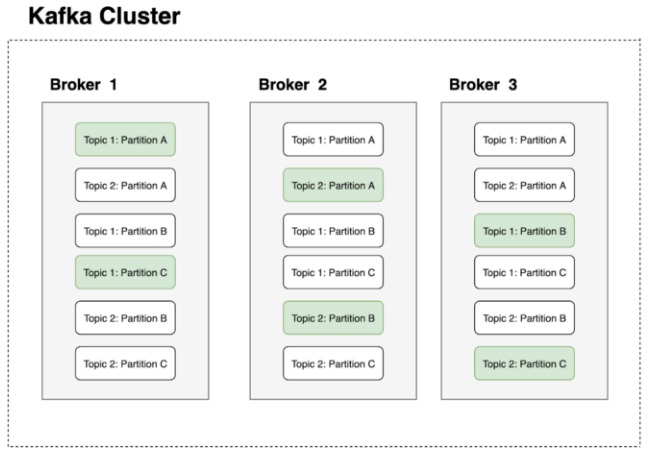 Kafka Cluster
Broker 1
Topic 1: Partition A
Topic 2: Partition A
Topic 1: Partition B
Topic 1: Partition C
Topic 2: Partition B
Topic 2: Partition C
Broker 2
Topic 1: Partition A
Topic 2: Partition A
Topic 1: Partition B
Topic 1: Partition C
Topic 2: Partition B
Topic 2: Partition C
Broker 3
Topic 1: Partition A
Topic 2: Partition A
Topic 1: Partition B
Topic 1: Partition C
Topic 2: Partition B
Topic 2: Partition C